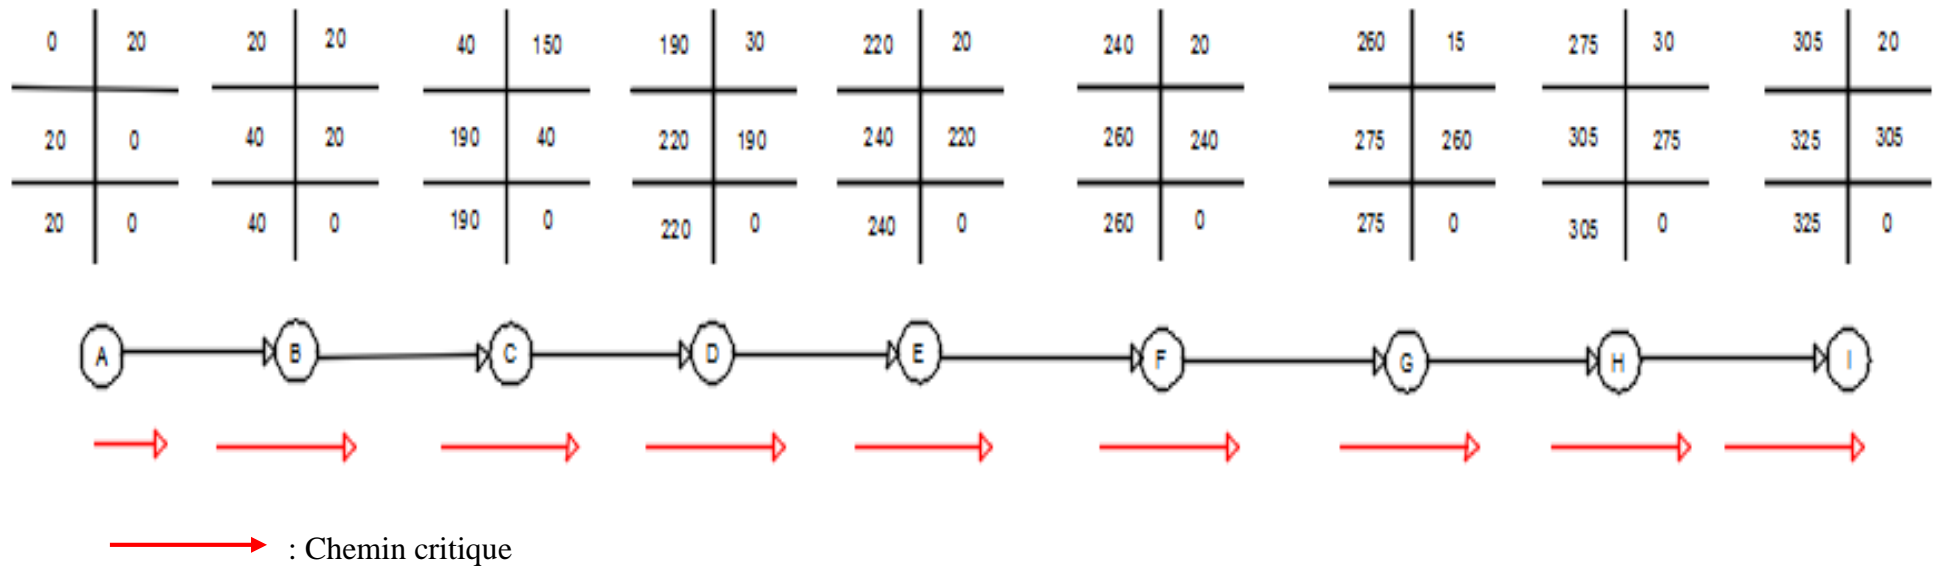 0 20 20 20 40 150 190 30 220 20 240 20 260 15 275 30 305 20
20 0 40 20 190 40 220 190 240 220 260 240 275 260 305 275 325 305
20 0 40 0 190 0 220 0 240 0 260 0 275 0 305 0 325 0
A B C D E F G H I
: Chemin critique